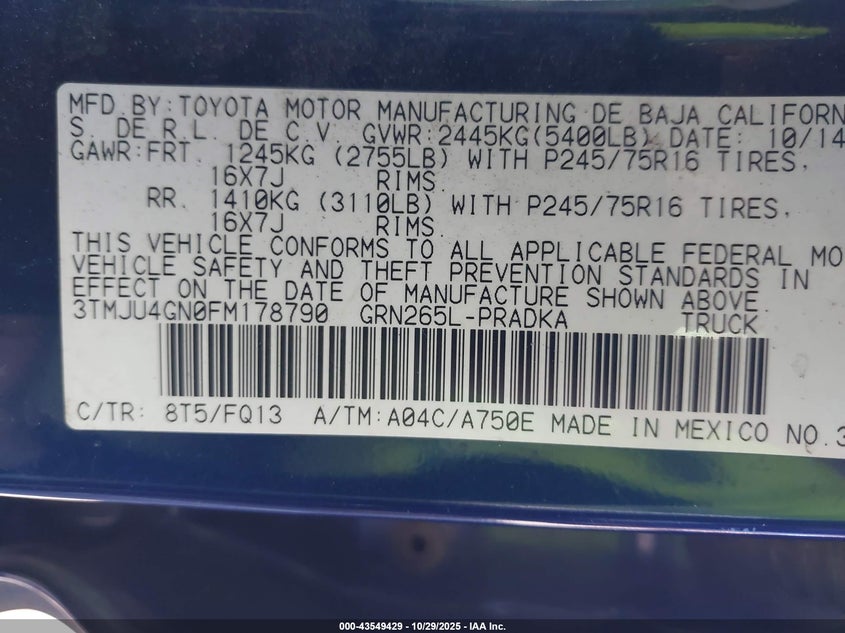 MFD.BY:TOYOTA MOTOR MANUFACTURING DE BAJA CALIFORN
S. DE R.L. DE C.V. GVWR:2445KG(5400LB) DATE: 10/14
GAWR:FRT. 1245KG (2755LB) WITH P245/75R16 TIRES,
16X7J RIMS.
RR. 1410KG (3110LB) WITH P245/75R16 TIRES,
16X7J RIMS.
THIS VEHICLE CONFORMS TO ALL APPLICABLE FEDERAL MO
VEHICLE SAFETY AND THEFT PREVENTION STANDARDS IN
EFFECT ON THE DATE OF MANUFACTURE SHOWN ABOVE.
3TMJU4GN0FM178790 GRN265L-PRADKA TRUCK
C/TR: 8T5/FQ13 A/TM:A04C/A750E MADE IN MEXICO NO.3
000-43549429 - 10/29/2025 - IAA Inc.